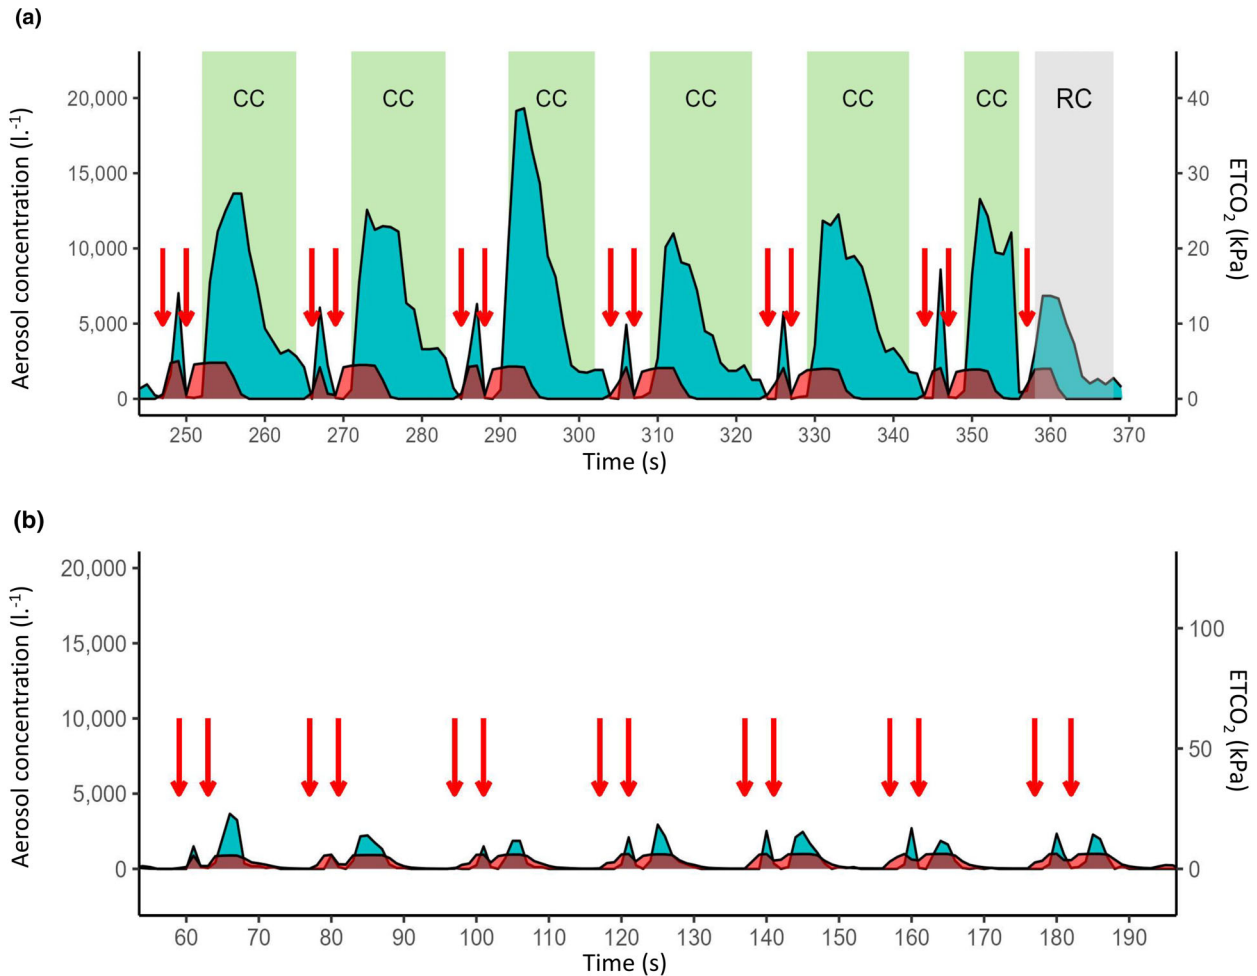 (a)
CC CC CC CC CC CC RC
20,000 40
15,000 30
10,000 20
5,000 10
0 0
Aerosol concentration (l.-1)
ETCO2 (kPa)
250 260 270 280 290 300 310 320 330 340 350 360 370
Time (s)
(b)
20,000
15,000 100
10,000 50
5,000
0 0
Aerosol concentration (l.-1)
ETCO2 (kPa)
60 70 80 90 100 110 120 130 140 150 160 170 180 190
Time (s)